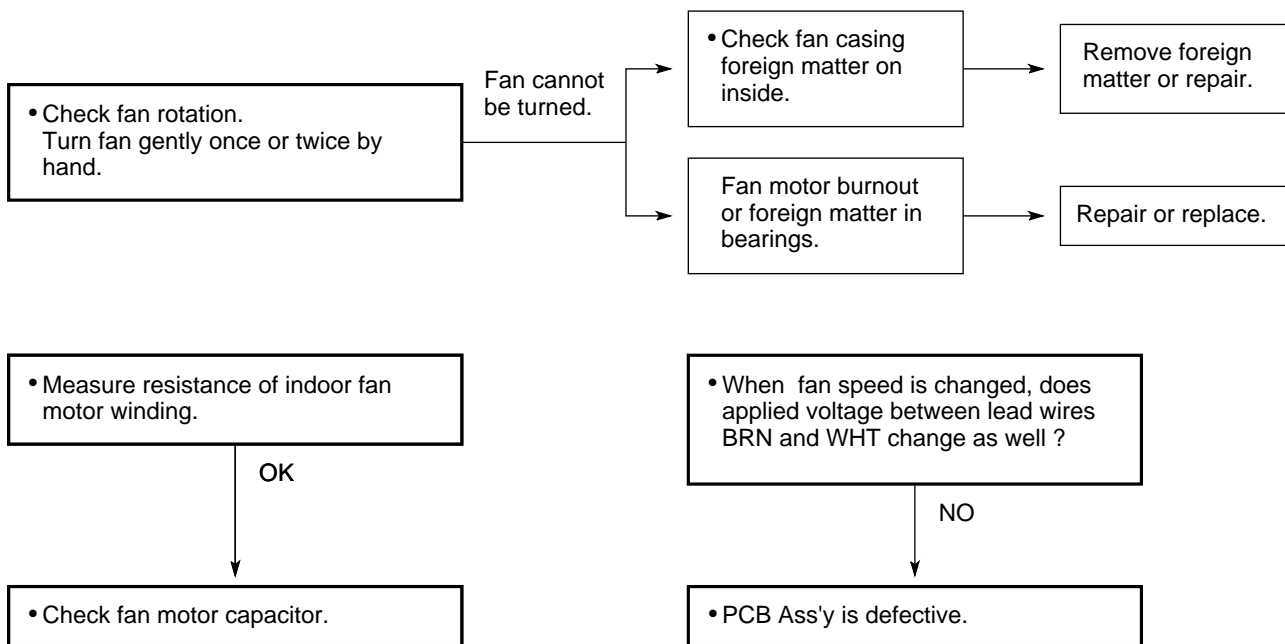 • Check fan rotation.
Turn fan gently once or twice by
hand.
Fan cannot
be turned.
• Check fan casing
foreign matter on
inside.
Remove foreign
matter or repair.
Fan motor burnout
or foreign matter in
bearings.
Repair or replace.
• Measure resistance of indoor fan
motor winding.
OK
• Check fan motor capacitor.
• When fan speed is changed, does
applied voltage between lead wires
BRN and WHT change as well ?
NO
• PCB Ass'y is defective.